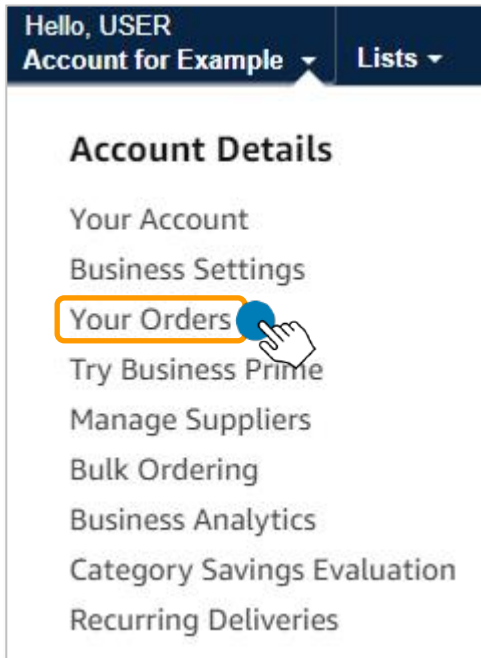 Hello, USER
Account for Example Lists
Account Details
Your Account
Business Settings
Your Orders
Try Business Prime
Manage Suppliers
Bulk Ordering
Business Analytics
Category Savings Evaluation
Recurring Deliveries